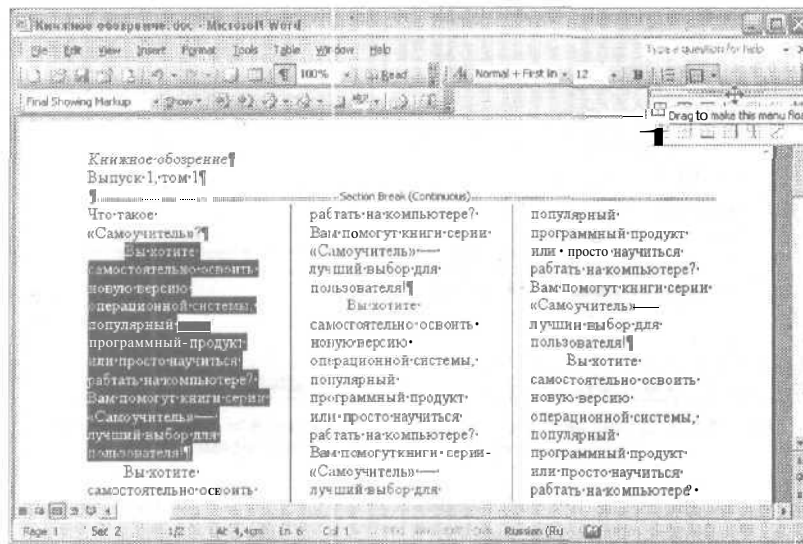 Книжное обозрение.doc - Microsoft Word
File Edit View Insert Format Tools Table Window Help Type a question for help
100% Read Normal + First lin 12 B
Final Showing Markup Show
Drag to make this menu float
Книжное·обозрение¶
Выпуск·1,·том·1¶
¶ Section Break (Continuous)
Что·такое·
«Самоучитель»?¶
Вы·хотите·
самостоятельно·освоить·
новую·версию·
операционной·системы,·
популярный·
программный·продукт·
или·просто·научиться·
рабтать·на·компьютере?·
Вам·помогут·книги·серии·
«Самоучитель»·—·
лучший·выбор·для·
пользователя!¶
Вы·хотите·
самостоятельно·освоить·
рабтать·на·компьютере?·
Вам·помогут·книги·серии·
«Самоучитель»·—·
лучший·выбор·для·
пользователя!¶
Вы·хотите·
самостоятельно·освоить·
новую·версию·
операционной·системы,·
популярный·
программный·продукт·
или·просто·научиться·
рабтать·на·компьютере?·
Вам·помогут·книги·серии·
«Самоучитель»·—·
лучший·выбор·для·
популярный·
программный·продукт·
или·просто·научиться·
рабтать·на·компьютере?·
Вам·помогут·книги·серии·
«Самоучитель»·—·
лучший·выбор·для·
пользователя!¶
Вы·хотите·
самостоятельно·освоить·
новую·версию·
операционной·системы,·
популярный·
программный·продукт·
или·просто·научиться·
рабтать·на·компьютере?·
Page 1 Sec 2 1/2 At 4,4cm Ln 6 Col 1 Russian (Ru